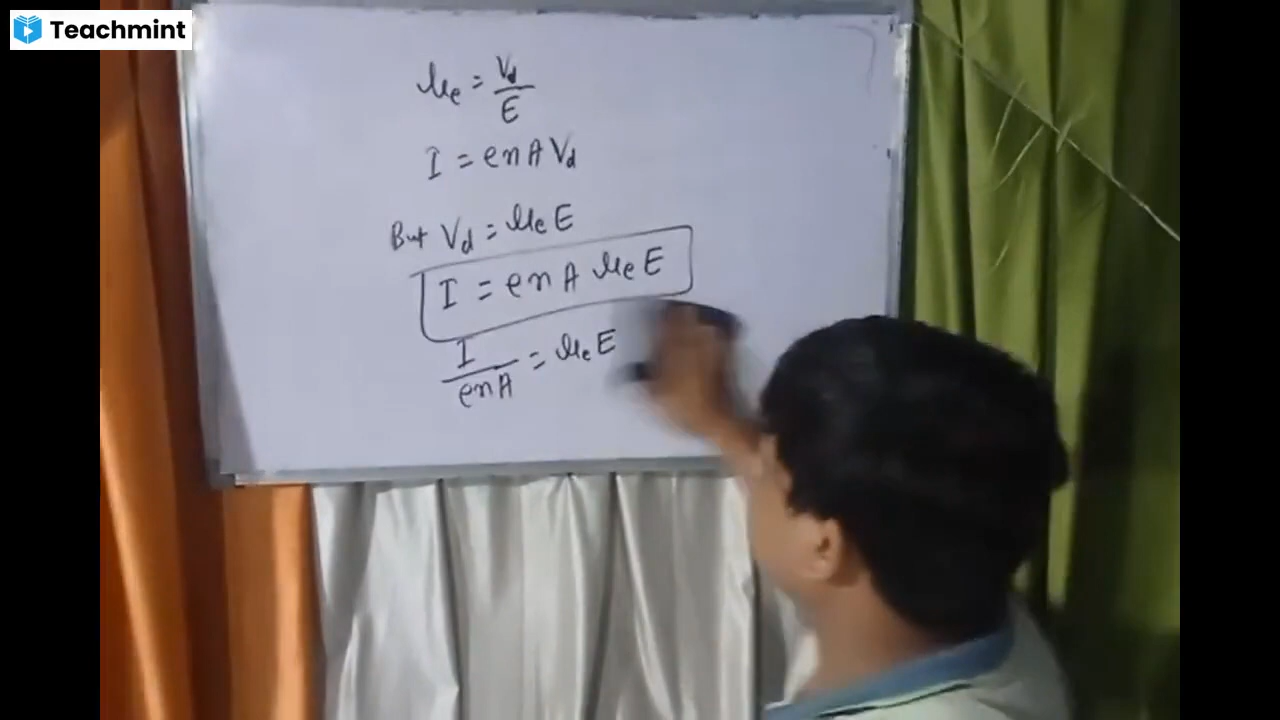 Teachmint
μe = Vd/E
I = enAVd
But Vd = μeE
I = enAμeE
I/enA = μeE